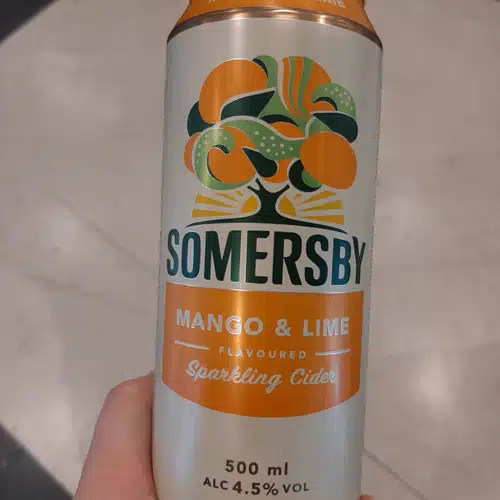 SOMERSBY
MANGO & LIME
FLAVOURED
Sparkling Cider
500 ml
ALC 4.5% VOL